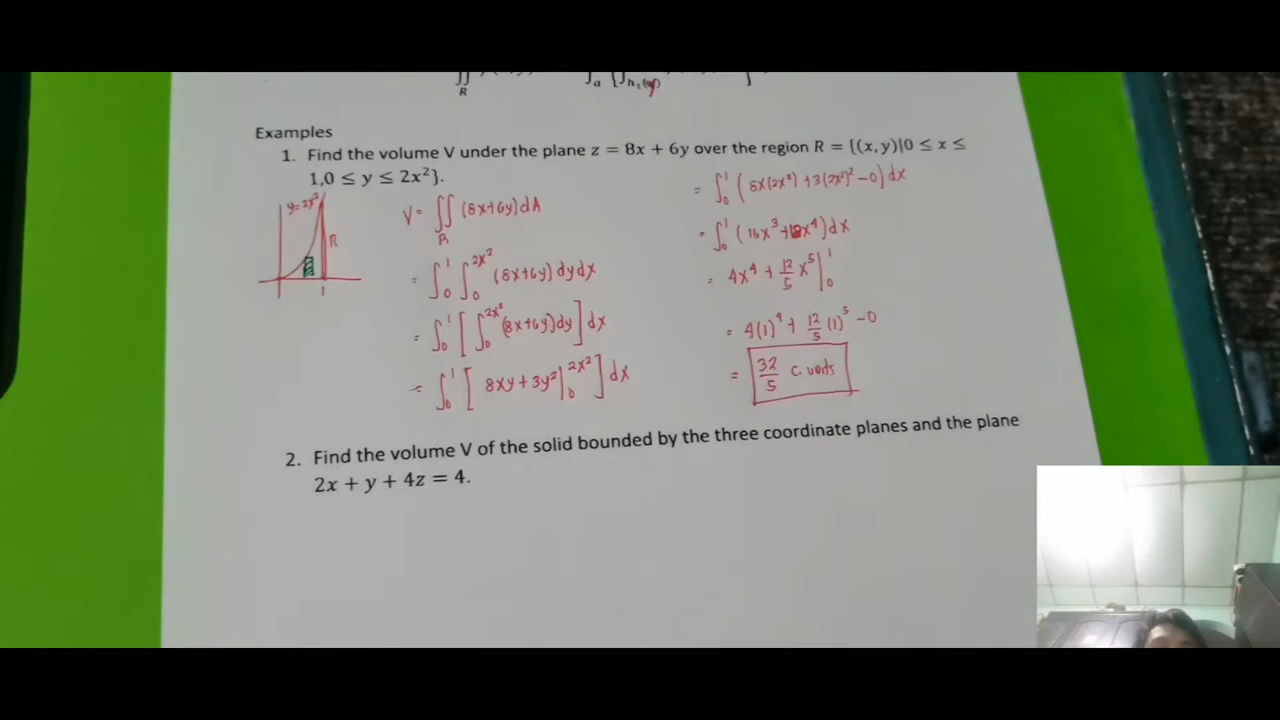 R
Examples
1. Find the volume V under the plane z = 8x + 6y over the region R = {(x, y)|0 ≤ x ≤
1, 0 ≤ y ≤ 2x²}.
y=2x²
R
1
V = ∬_R (8x+6y) dA
= ∫₀¹ ∫₀^{2x²} (8x+6y) dy dx
= ∫₀¹ [ ∫₀^{2x²} (8x+6y) dy ] dx
= ∫₀¹ [ 8xy + 3y² |₀^{2x²} ] dx
= ∫₀¹ ( 8x(2x²) + 3(2x²)² - 0 ) dx
= ∫₀¹ ( 16x³ + 12x⁴ ) dx
= 4x⁴ + 12/5 x⁵ |₀¹
= 4(1)⁴ + 12/5 (1)⁵ - 0
= 32/5 c. units
2. Find the volume V of the solid bounded by the three coordinate planes and the plane
2x + y + 4z = 4.